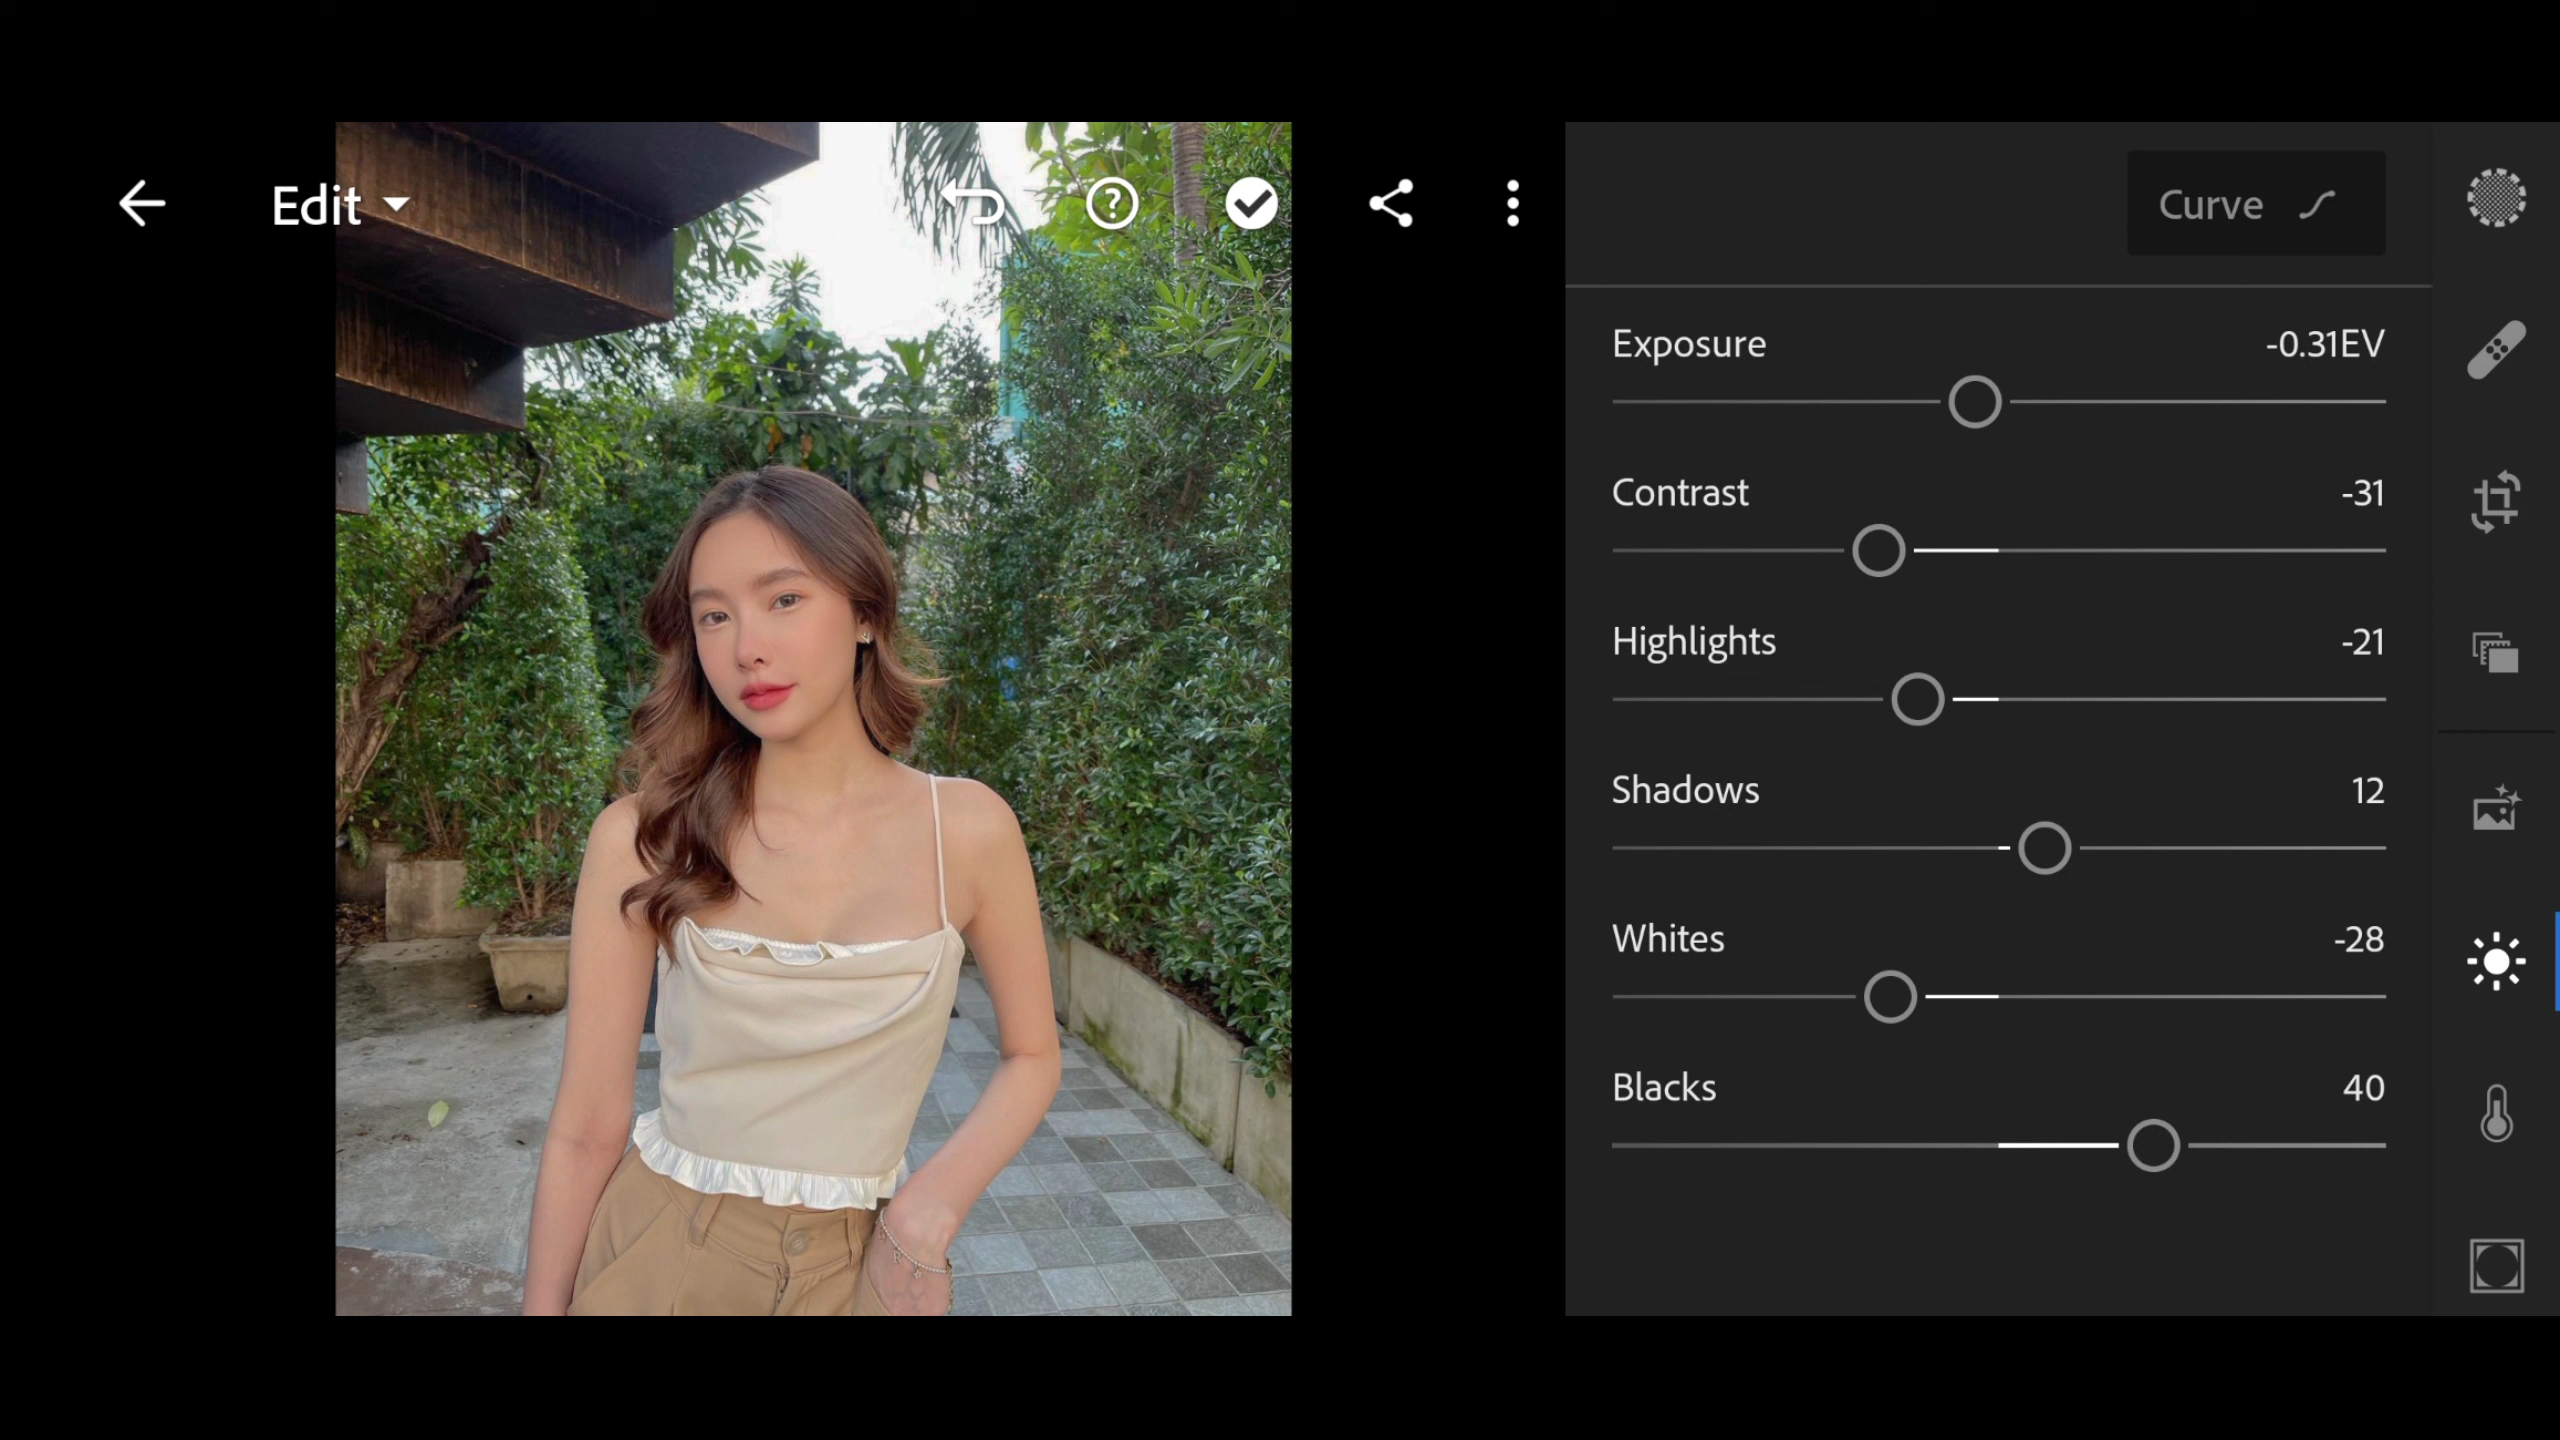 Edit
Curve
Exposure -0.31EV
Contrast -31
Highlights -21
Shadows 12
Whites -28
Blacks 40